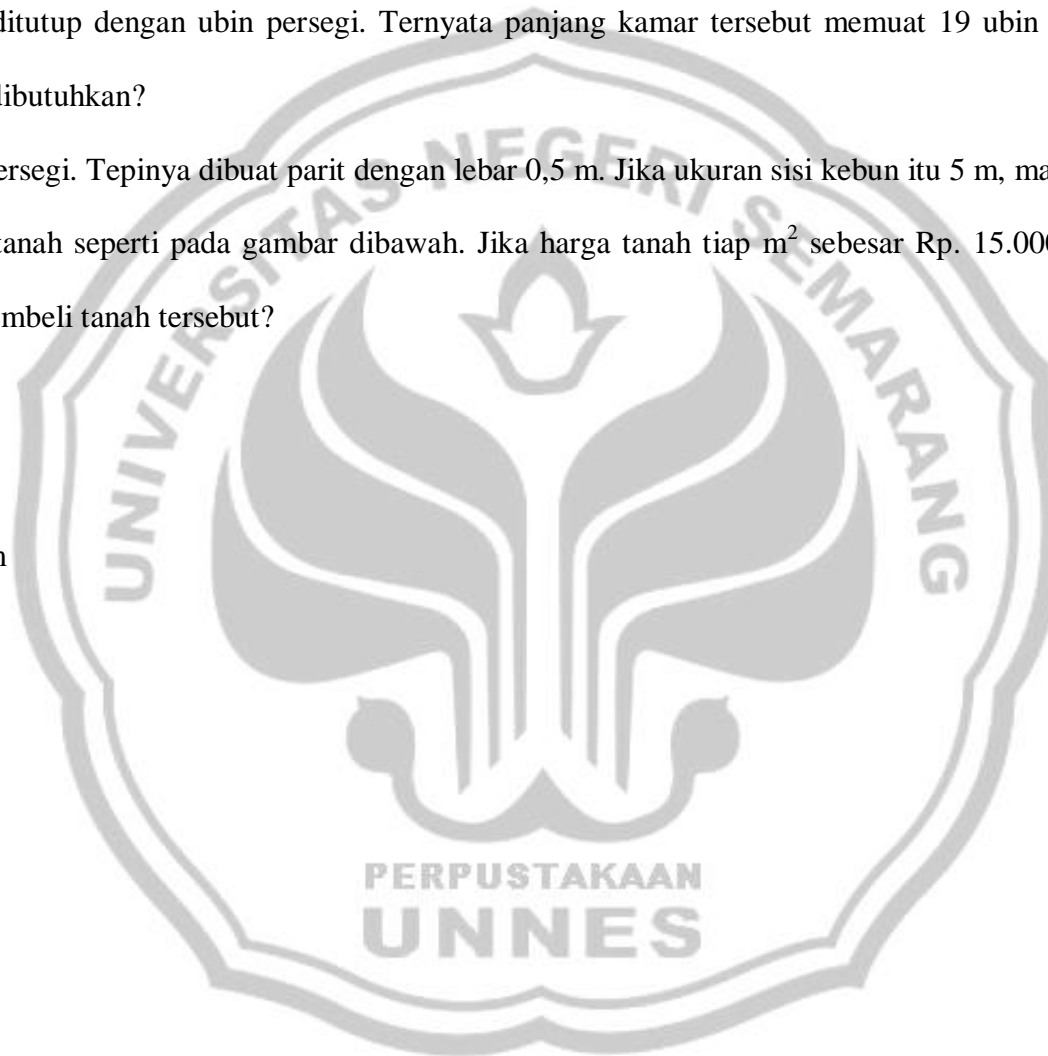 ditutup dengan ubin persegi. Ternyata panjang kamar tersebut memuat 19 ubin
dibutuhkan?
ersegi. Tepinya dibuat parit dengan lebar 0,5 m. Jika ukuran sisi kebun itu 5 m, ma
tanah seperti pada gambar dibawah. Jika harga tanah tiap m² sebesar Rp. 15.000
mbeli tanah tersebut?
UNIVERSITAS NEGERI SEMARANG
PERPUSTAKAAN
UNNES